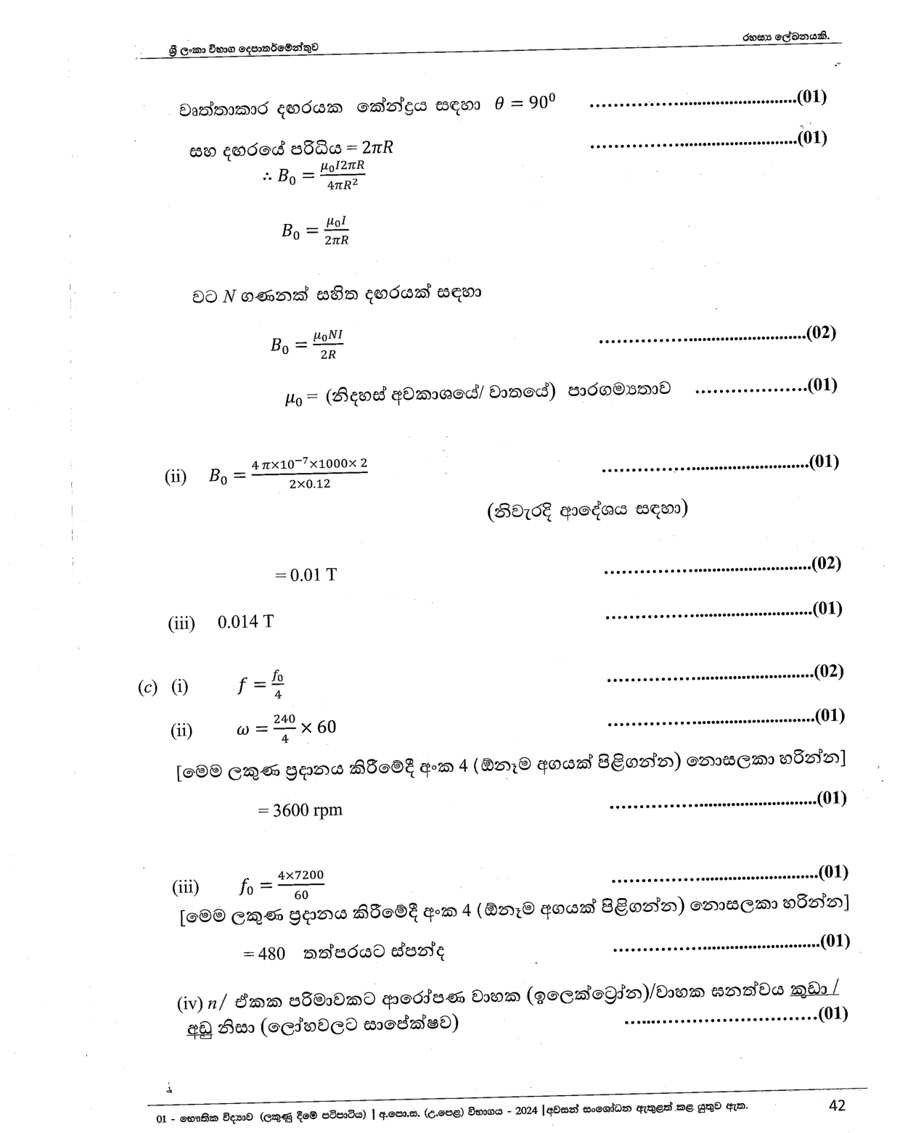 ශ්‍රී ලංකා විභාග දෙපාර්තමේන්තුව රහස්‍ය ලේඛනයකි.
වෘත්තාකාර දඟරයක කේන්ද්‍රය සඳහා θ = 90⁰ ........................................(01)
සහ දඟරයේ පරිධිය = 2πR ........................................(01)
∴ B₀ = μ₀I2πR / 4πR²
B₀ = μ₀I / 2πR
වට N ගණනක් සහිත දඟරයක් සඳහා
B₀ = μ₀NI / 2R ........................................(02)
μ₀ = (නිදහස් අවකාශයේ/ වාතයේ) පාරගම්‍යතාව ...................(01)
(ii) B₀ = 4 π×10⁻⁷×1000× 2 / 2×0.12 ........................................(01)
(නිවැරදි ආදේශය සඳහා)
= 0.01 T ........................................(02)
(iii) 0.014 T ........................................(01)
(c) (i) f = f₀ / 4 ........................................(02)
(ii) ω = 240 / 4 × 60 ........................................(01)
[මෙම ලකුණ ප්‍රදානය කිරීමේදී අංක 4 (ඕනෑම අගයක් පිළිගන්න) නොසලකා හරින්න]
= 3600 rpm ........................................(01)
(iii) f₀ = 4×7200 / 60 ........................................(01)
[මෙම ලකුණ ප්‍රදානය කිරීමේදී අංක 4 (ඕනෑම අගයක් පිළිගන්න) නොසලකා හරින්න]
= 480 තත්පරයට ස්පන්ද ........................................(01)
(iv) n/ ඒකක පරිමාවකට ආරෝපණ වාහක (ඉලෙක්ට්‍රෝන)/වාහක ඝනත්වය කුඩා /
අඩු නිසා (ලෝහවලට සාපේක්ෂව) ...................................(01)
01 - භෞතික විද්‍යාව (ලකුණු දීමේ පටිපාටිය) | අ.පො.ස. (උ.පෙළ) විභාගය - 2024 |අවසන් සංශෝධන ඇතුළත් කළ යුතුව ඇත. 42